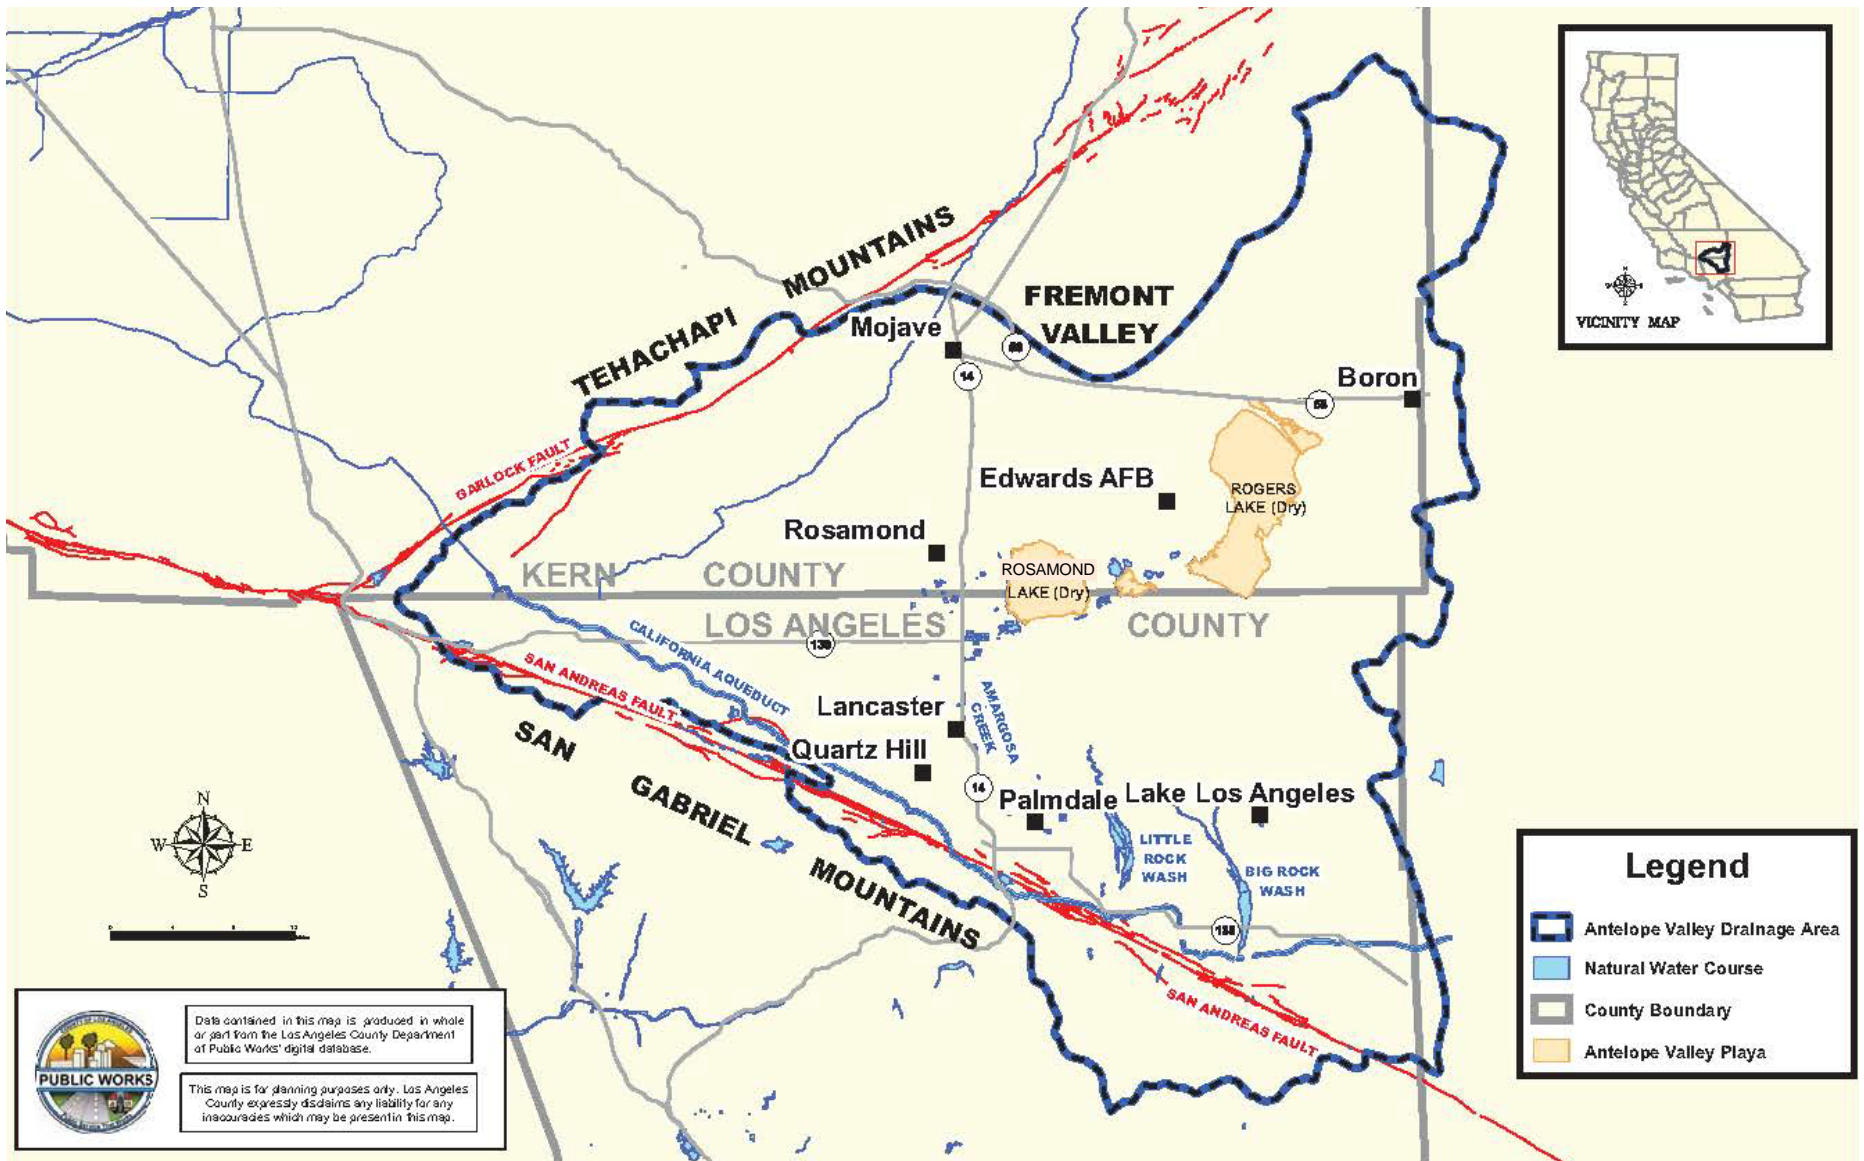 VICINITY MAP
TEHACHAPI MOUNTAINS
FREMONT
VALLEY
Mojave
14
Boron
GARLOCK FAULT
Edwards AFB
ROGERS
LAKE (Dry)
Rosamond
ROSAMOND
LAKE (Dry)
KERN COUNTY
LOS ANGELES COUNTY
CALIFORNIA AQUEDUCT
SAN ANDREAS FAULT
Lancaster
AMARGOSA
CREEK
Quartz Hill
14
Palmdale
Lake Los Angeles
SAN GABRIEL MOUNTAINS
LITTLE
ROCK
WASH
BIG ROCK
WASH
SAN ANDREAS FAULT
N
W E
S
Legend
Antelope Valley Drainage Area
Natural Water Course
County Boundary
Antelope Valley Playa
PUBLIC WORKS
Data contained in this map is produced in whole
or part from the Los Angeles County Department
of Public Works' digital database.
This map is for planning purposes only. Los Angeles
County expressly disclaims any liability for any
inaccuracies which may be present in this map.